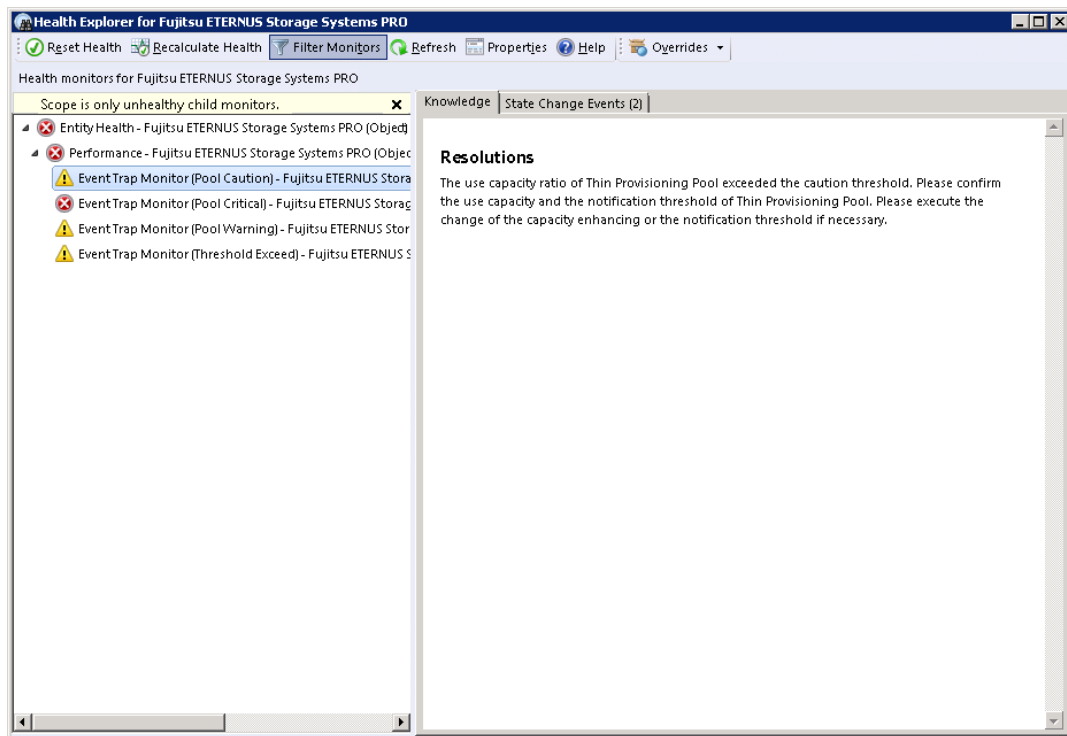 Health Explorer for Fujitsu ETERNUS Storage Systems PRO
Reset Health Recalculate Health Filter Monitors Refresh Properties Help Overrides
Health monitors for Fujitsu ETERNUS Storage Systems PRO
Scope is only unhealthy child monitors.
Entity Health - Fujitsu ETERNUS Storage Systems PRO (Object)
Performance - Fujitsu ETERNUS Storage Systems PRO (Objec
Event Trap Monitor (Pool Caution) - Fujitsu ETERNUS Stora
Event Trap Monitor (Pool Critical) - Fujitsu ETERNUS Storag
Event Trap Monitor (Pool Warning) - Fujitsu ETERNUS Stor
Event Trap Monitor (Threshold Exceed) - Fujitsu ETERNUS S
Knowledge State Change Events (2)
Resolutions
The use capacity ratio of Thin Provisioning Pool exceeded the caution threshold. Please confirm
the use capacity and the notification threshold of Thin Provisioning Pool. Please execute the
change of the capacity enhancing or the notification threshold if necessary.